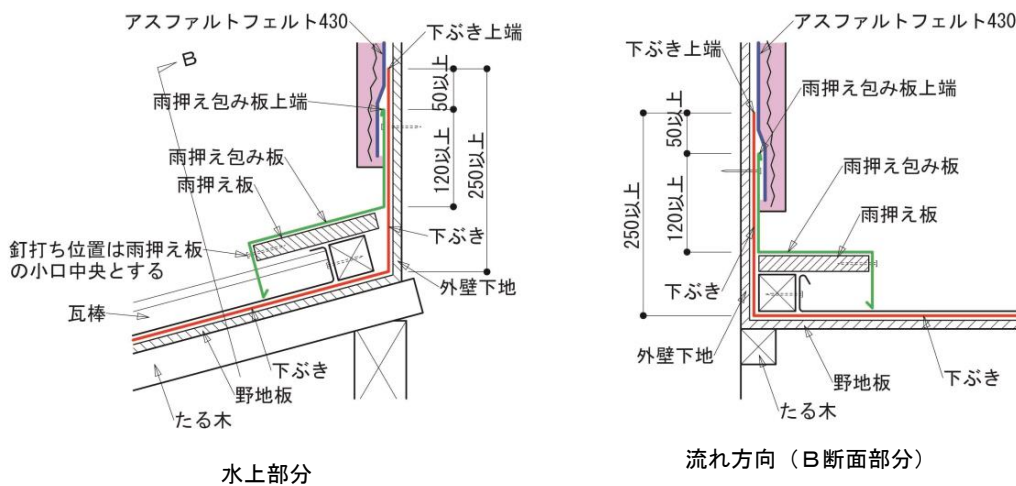 アスファルトフェルト430
下ぶき上端
B
雨押え包み板上端
50以上
120以上
250以上
雨押え包み板
雨押え板
釘打ち位置は雨押え板
の小口中央とする
下ぶき
外壁下地
瓦棒
下ぶき
野地板
たる木
水上部分
アスファルトフェルト430
下ぶき上端
雨押え包み板上端
50以上
120以上
250以上
雨押え包み板
雨押え板
下ぶき
外壁下地
下ぶき
野地板
たる木
流れ方向（B断面部分）